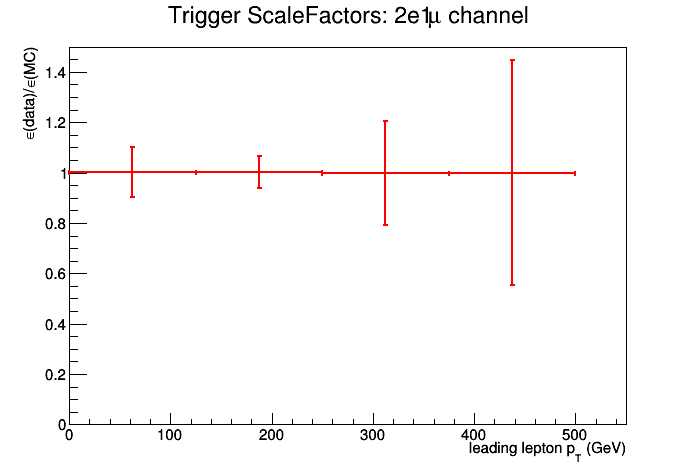 Trigger ScaleFactors: 2e1μ channel
ϵ(data)/ϵ(MC)
1.4
1.2
1
0.8
0.6
0.4
0.2
0
0 100 200 300 400 500
leading lepton p_T (GeV)